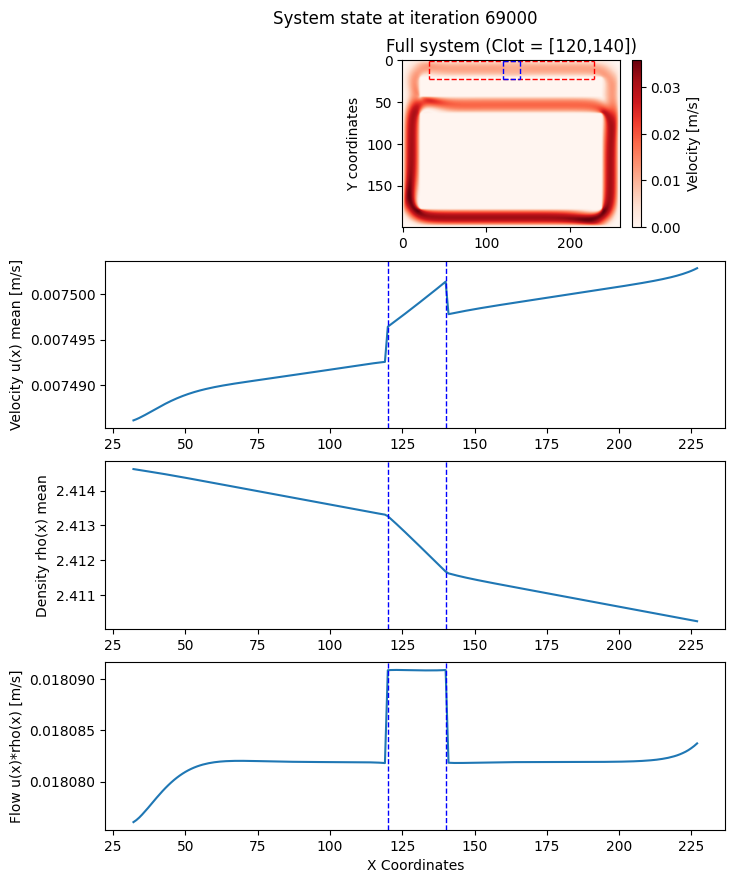 System state at iteration 69000
Full system (Clot = [120,140])
0
50
100
150
Y coordinates
0 100 200
0.03
0.02
0.01
0.00
Velocity [m/s]
Velocity u(x) mean [m/s]
0.007500
0.007495
0.007490
25 50 75 100 125 150 175 200 225
Density rho(x) mean
2.414
2.413
2.412
2.411
25 50 75 100 125 150 175 200 225
Flow u(x)*rho(x) [m/s]
0.018090
0.018085
0.018080
25 50 75 100 125 150 175 200 225
X Coordinates